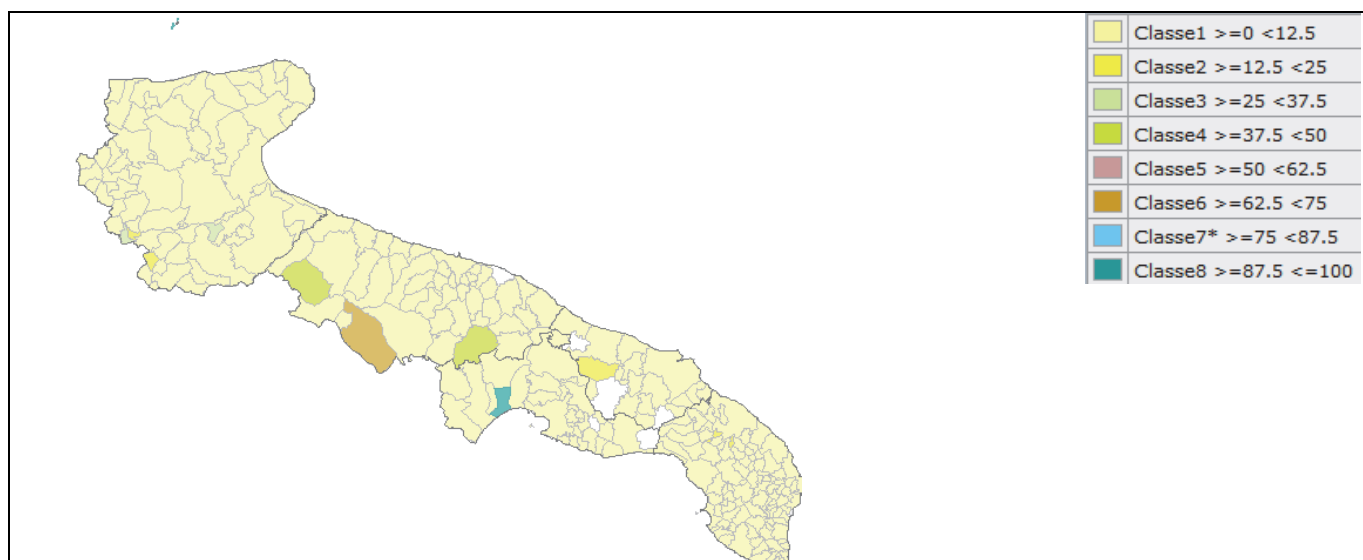 Classe1 >=0 <12.5
Classe2 >=12.5 <25
Classe3 >=25 <37.5
Classe4 >=37.5 <50
Classe5 >=50 <62.5
Classe6 >=62.5 <75
Classe7* >=75 <87.5
Classe8 >=87.5 <=100